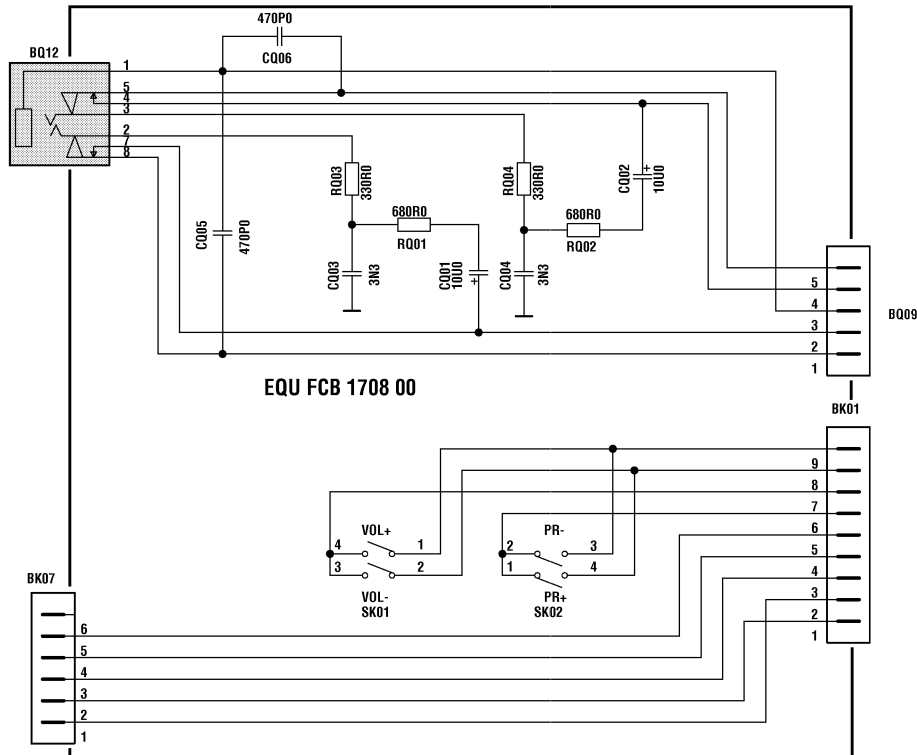 470P0
CQ06
BQ12
1
5
4
3
2
7
8
RQ03
330R0
RQ04
330R0
CQ02
10U0
+
680R0
RQ01
680R0
RQ02
CQ05
470P0
CQ03
3N3
CQ01
10U0
+
CQ04
3N3
5
4
3
2
1
BQ09
EQU FCB 1708 00
BK01
9
8
7
6
5
4
3
2
1
VOL+
4
1
3
2
VOL-
SK01
PR-
2
3
1
4
PR+
SK02
BK07
6
5
4
3
2
1